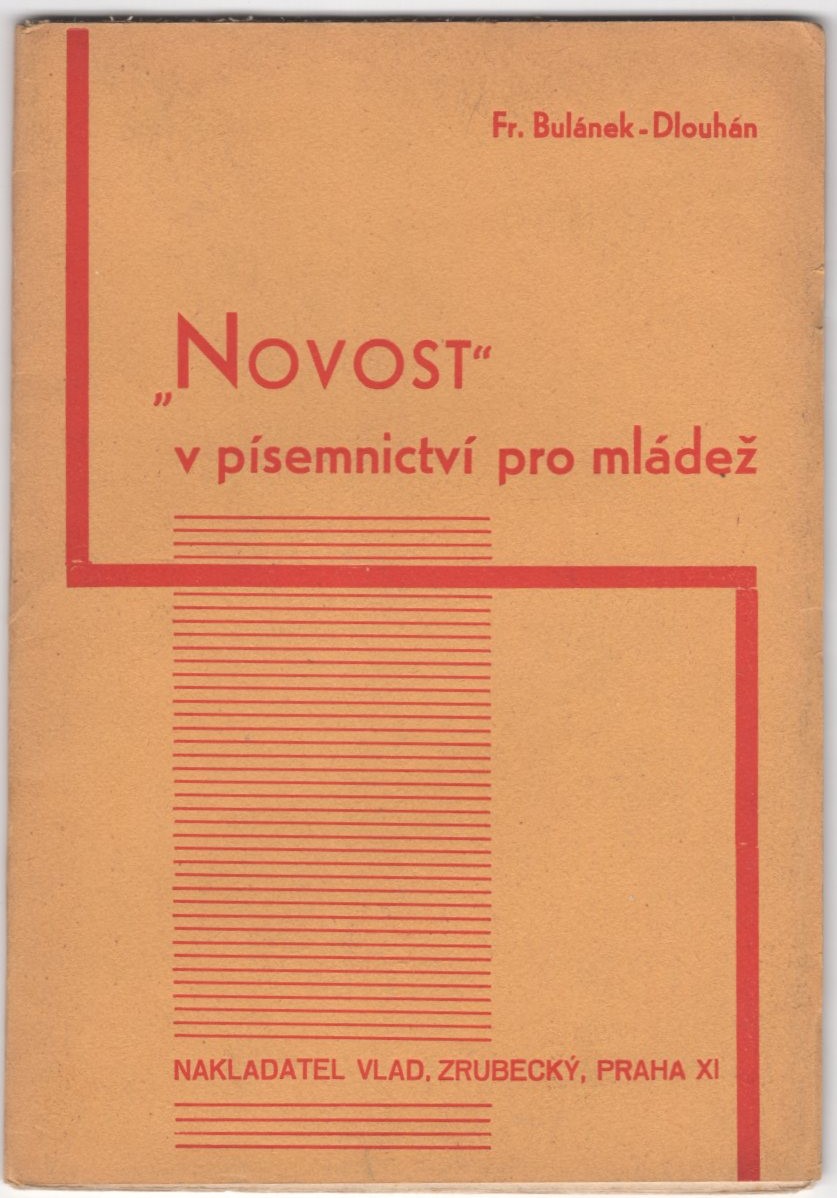 Fr. Bulánek-Dlouhán
„Novost“
v písemnictví pro mládež
NAKLADATEL VLAD. ZRUBECKÝ, PRAHA XI